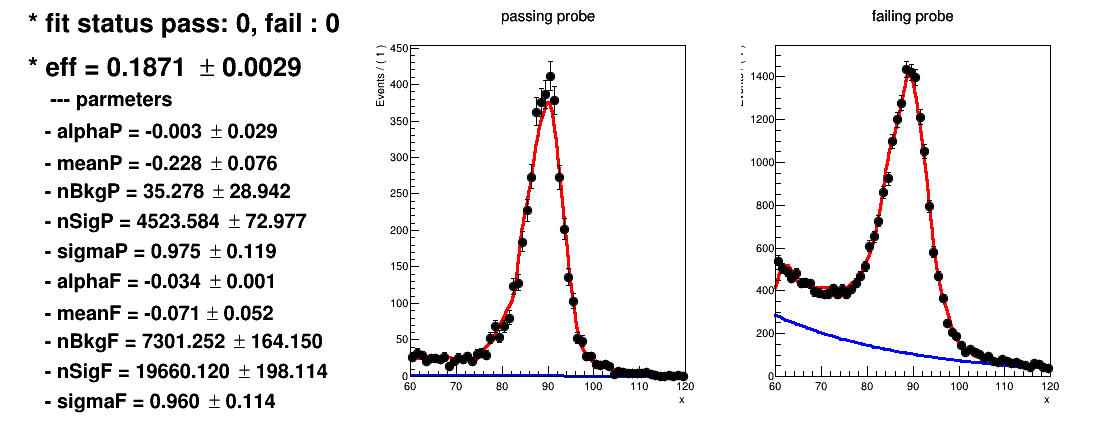 * fit status pass: 0, fail : 0
* eff = 0.1871 ± 0.0029
--- parmeters
- alphaP = -0.003 ± 0.029
- meanP = -0.228 ± 0.076
- nBkgP = 35.278 ± 28.942
- nSigP = 4523.584 ± 72.977
- sigmaP = 0.975 ± 0.119
- alphaF = -0.034 ± 0.001
- meanF = -0.071 ± 0.052
- nBkgF = 7301.252 ± 164.150
- nSigF = 19660.120 ± 198.114
- sigmaF = 0.960 ± 0.114
passing probe
Events / ( 1 )
450
400
350
300
250
200
150
100
50
0
60 70 80 90 100 110 120
x
failing probe
1400
1200
1000
800
600
400
200
0
60 70 80 90 100 110 120
x